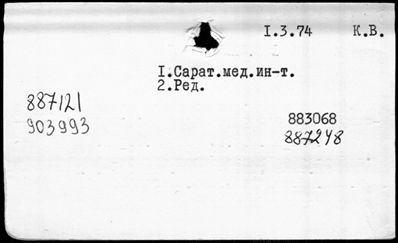 I.3.74 К.В.
I.Сарат.мед.ин-т.
2.Ред.
887121
903993
883068
887248